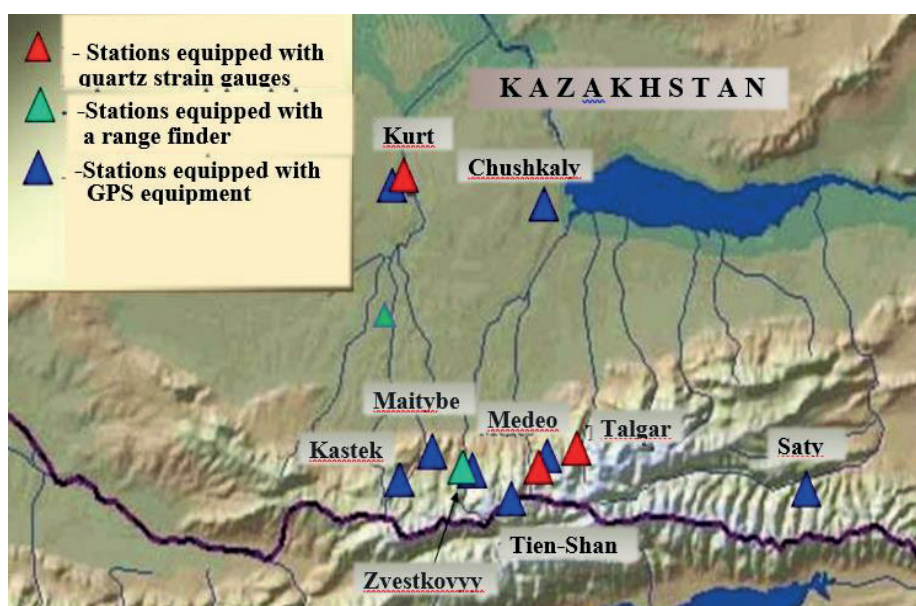 - Stations equipped with
quartz strain gauges
-Stations equipped with
a range finder
-Stations equipped with
GPS equipment
KAZAKHSTAN
Kurt
Chushkaly
Maitybe
Medeo
Talgar
Kastek
Saty
Tien-Shan
Zvestkovyy